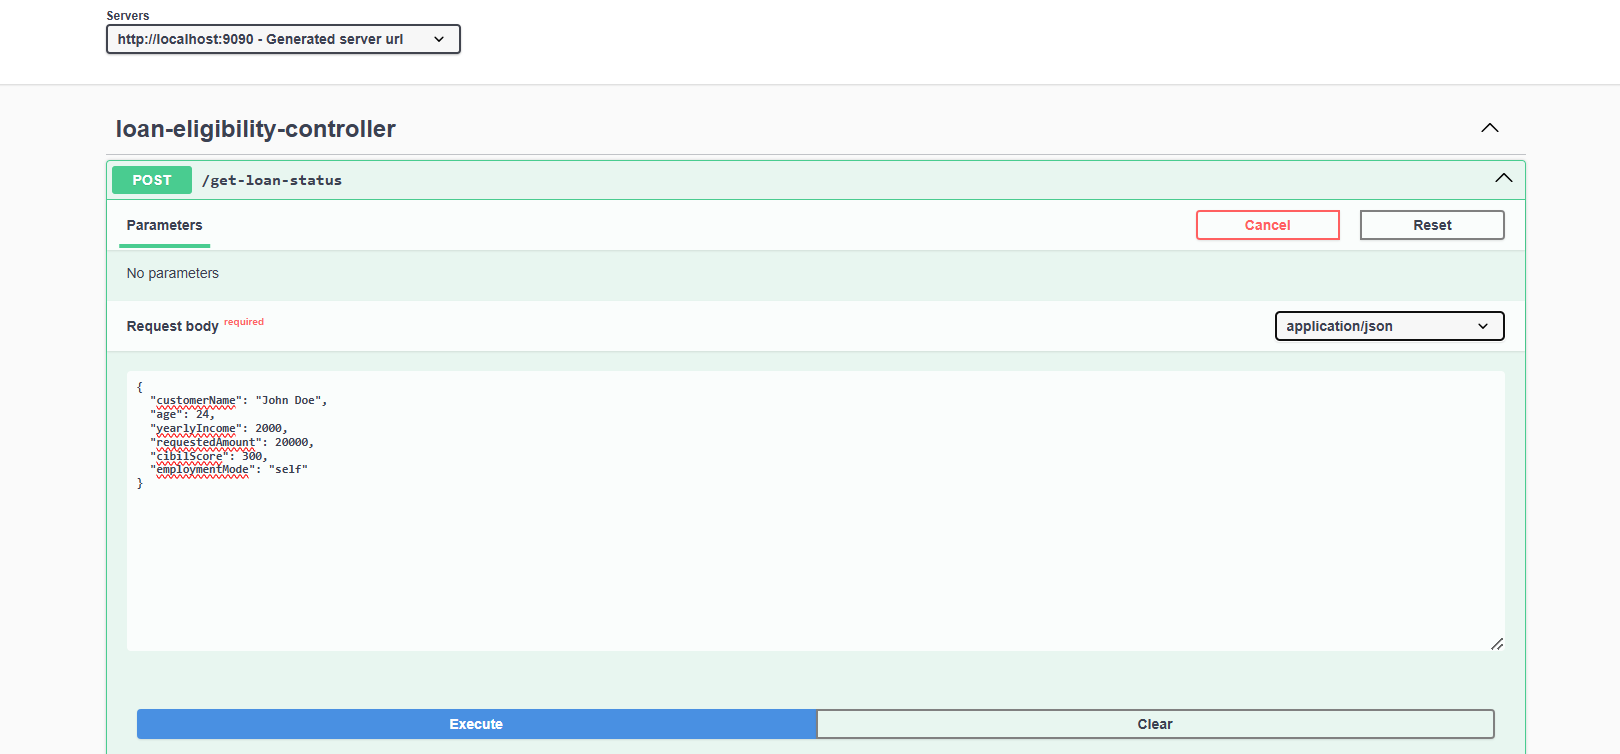 Servers
http://localhost:9090 - Generated server url
loan-eligibility-controller
POST /get-loan-status
Parameters
Cancel
Reset
No parameters
Request body required
application/json
{
  "customerName": "John Doe",
  "age": 24,
  "yearlyIncome": 2000,
  "requestedAmount": 20000,
  "cibilScore": 300,
  "employmentMode": "self"
}
Execute
Clear